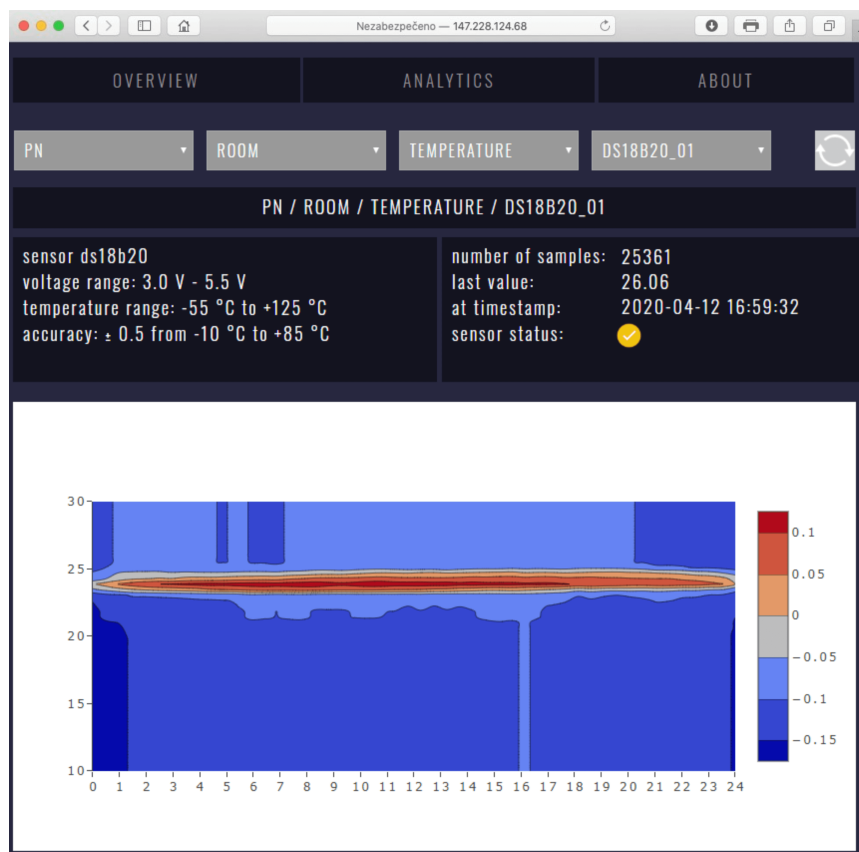 Nezabezpečeno — 147.228.124.68
OVERVIEW ANALYTICS ABOUT
PN ROOM TEMPERATURE DS18B20_01
PN / ROOM / TEMPERATURE / DS18B20_01
sensor ds18b20
voltage range: 3.0 V - 5.5 V
temperature range: -55 °C to +125 °C
accuracy: ± 0.5 from -10 °C to +85 °C
number of samples: 25361
last value: 26.06
at timestamp: 2020-04-12 16:59:32
sensor status:
30
25
20
15
10
0 1 2 3 4 5 6 7 8 9 10 11 12 13 14 15 16 17 18 19 20 21 22 23 24
0.1
0.05
0
−0.05
−0.1
−0.15